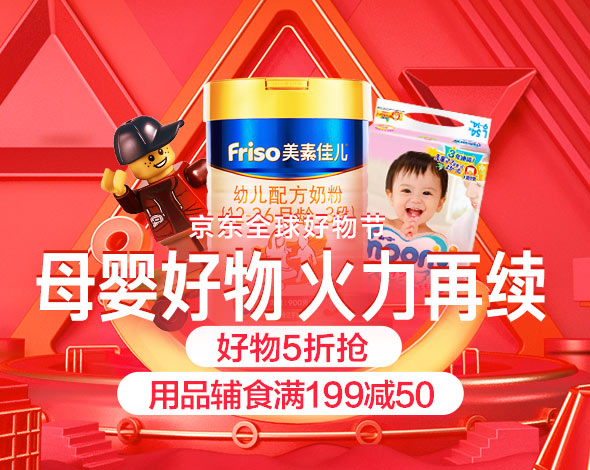 Friso美素佳儿
幼儿配方奶粉
京东全球好物节
母婴好物 火力再续
好物5折抢
用品辅食满199减50